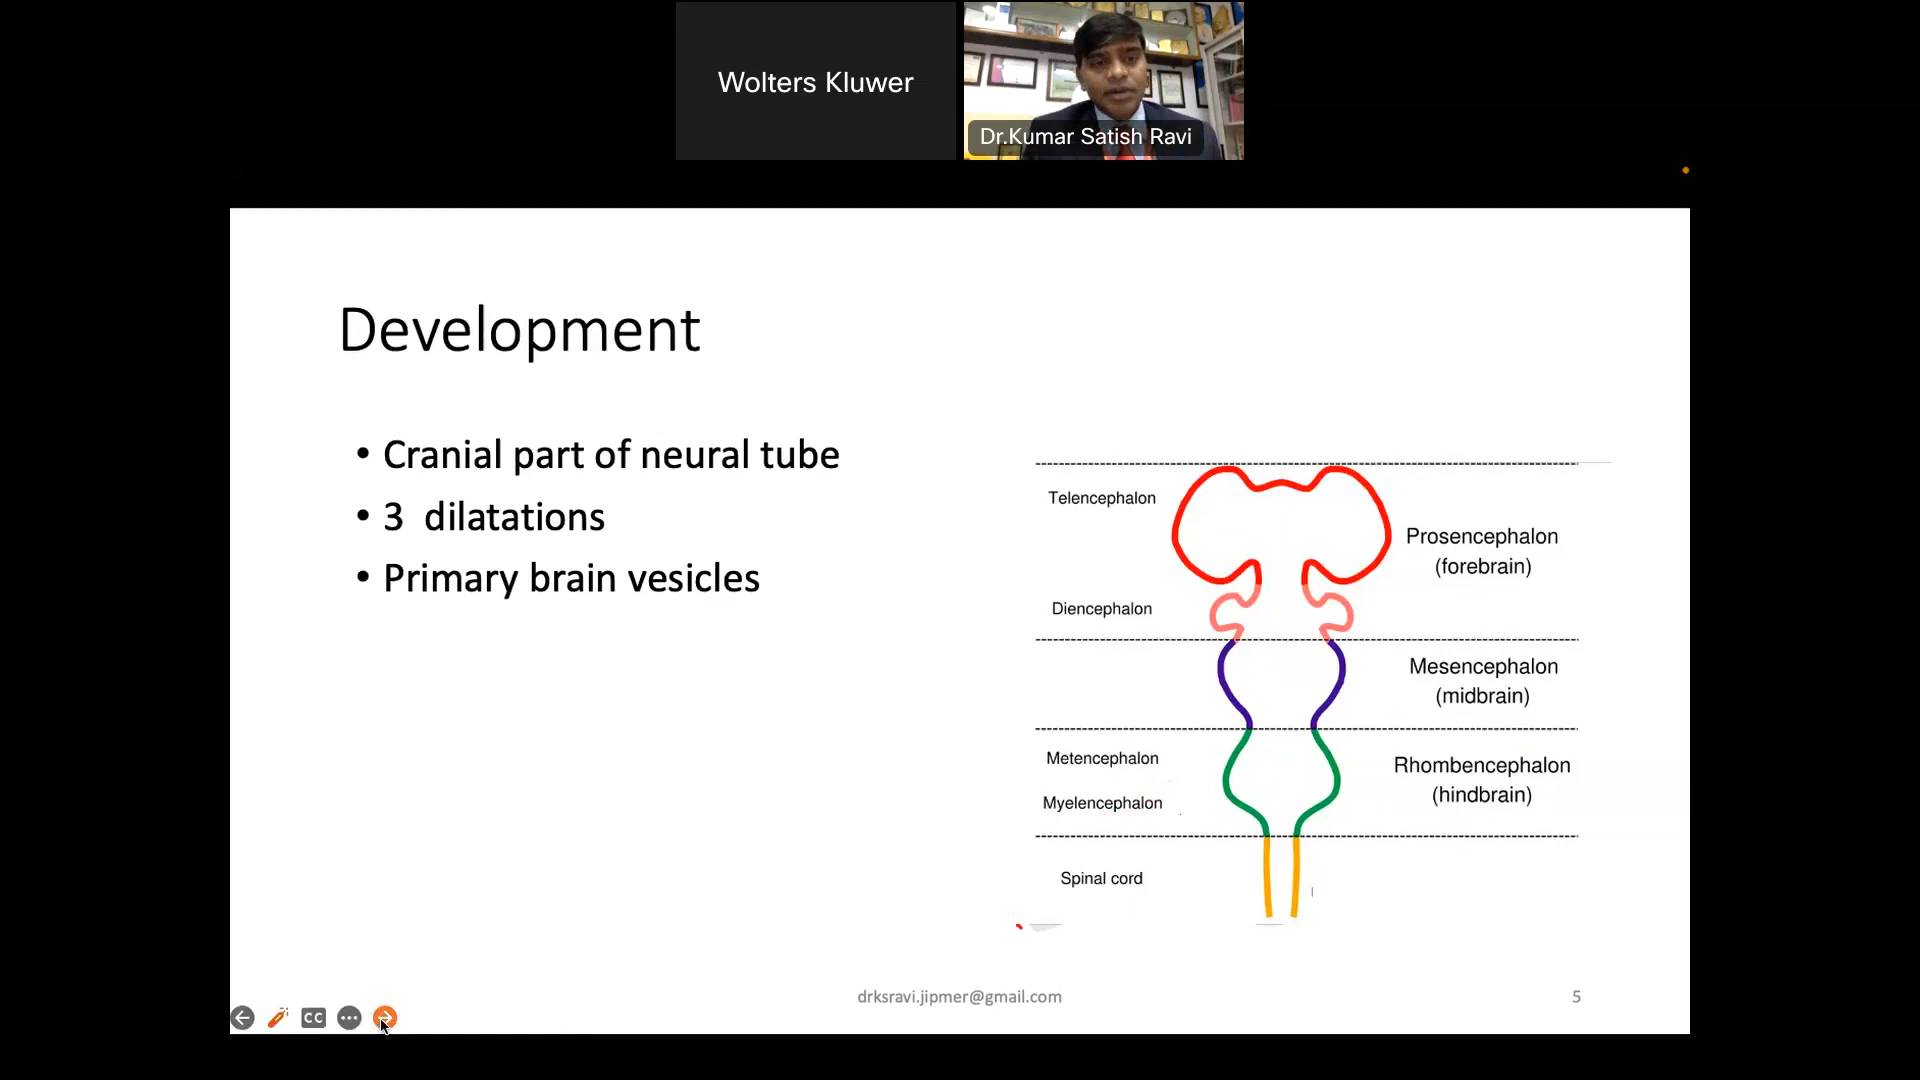 Wolters Kluwer
Dr.Kumar Satish Ravi
Development
• Cranial part of neural tube
• 3 dilatations
• Primary brain vesicles
Telencephalon
Prosencephalon
(forebrain)
Diencephalon
Mesencephalon
(midbrain)
Metencephalon
Rhombencephalon
(hindbrain)
Myelencephalon
Spinal cord
drksravi.jipmer@gmail.com
5
CC